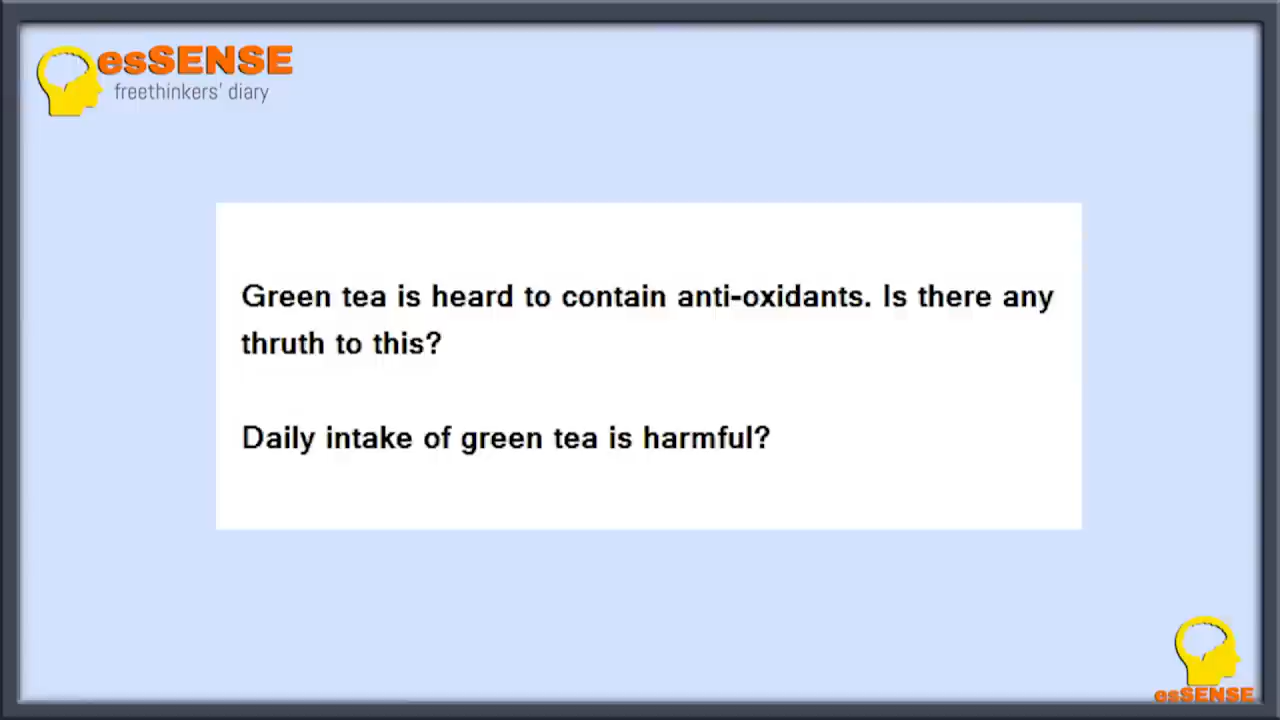 esSENSE
freethinkers' diary
Green tea is heard to contain anti-oxidants. Is there any
thruth to this?
Daily intake of green tea is harmful?
esSENSE